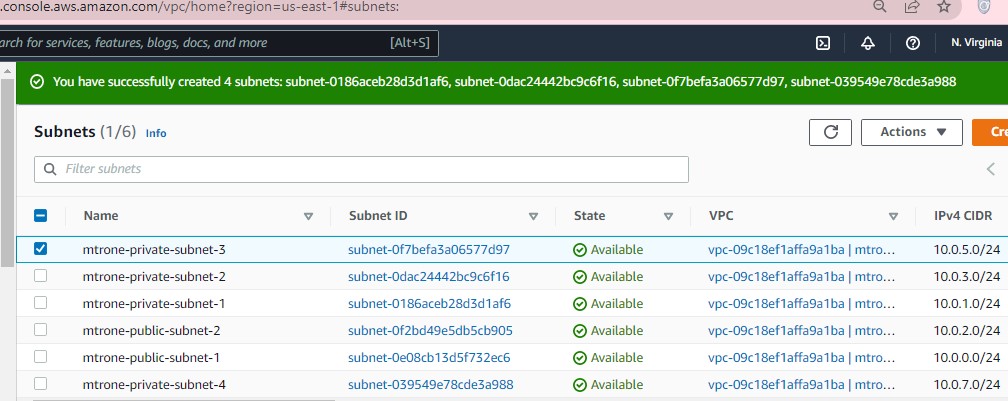 .console.aws.amazon.com/vpc/home?region=us-east-1#subnets:
arch for services, features, blogs, docs, and more [Alt+S] N. Virginia
You have successfully created 4 subnets: subnet-0186aceb28d3d1af6, subnet-0dac24442bc9c6f16, subnet-0f7befa3a06577d97, subnet-039549e78cde3a988
Subnets (1/6) Info Actions Cre
Filter subnets
Name Subnet ID State VPC IPv4 CIDR
mtrone-private-subnet-3 subnet-0f7befa3a06577d97 Available vpc-09c18ef1affa9a1ba | mtro... 10.0.5.0/24
mtrone-private-subnet-2 subnet-0dac24442bc9c6f16 Available vpc-09c18ef1affa9a1ba | mtro... 10.0.3.0/24
mtrone-private-subnet-1 subnet-0186aceb28d3d1af6 Available vpc-09c18ef1affa9a1ba | mtro... 10.0.1.0/24
mtrone-public-subnet-2 subnet-0f2bd49e5db5cb905 Available vpc-09c18ef1affa9a1ba | mtro... 10.0.2.0/24
mtrone-public-subnet-1 subnet-0e08cb13d5f732ec6 Available vpc-09c18ef1affa9a1ba | mtro... 10.0.0.0/24
mtrone-private-subnet-4 subnet-039549e78cde3a988 Available vpc-09c18ef1affa9a1ba | mtro... 10.0.7.0/24